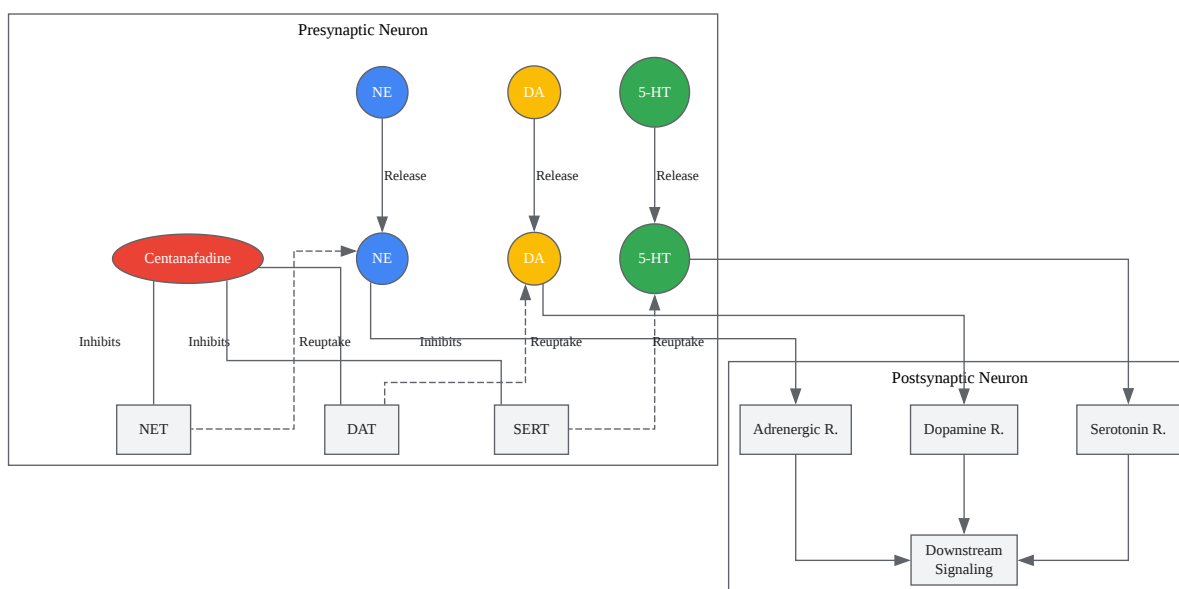 Presynaptic Neuron
NE
DA
5-HT
Release
Release
Release
Centanafadine
NE
DA
5-HT
Inhibits
Inhibits
Reuptake
Inhibits
Reuptake
Reuptake
Postsynaptic Neuron
NET
DAT
SERT
Adrenergic R.
Dopamine R.
Serotonin R.
Downstream
Signaling